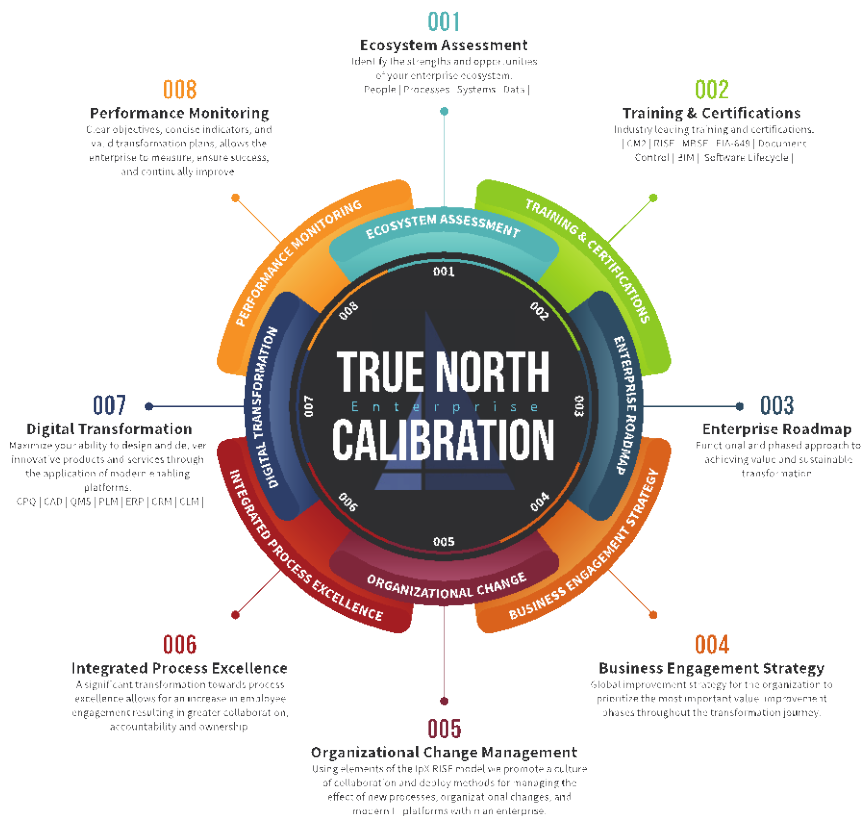 001
Ecosystem Assessment
Identify the strengths and opportunities
of your enterprise ecosystem.
People | Processes Systems Data |
002
Training & Certifications
Industry leading training and certifications.
| CM2 | RISE MBSE EIA-649 | Document
Control | BIM | Software Lifecycle |
003
Enterprise Roadmap
Functional and phased approach to
achieving value and sustainable
transformation
004
Business Engagement Strategy
Global improvement strategy for the organization to
prioritize the most important value improvement
phases throughout the transformation journey.
005
Organizational Change Management
Using elements of the IpX RISE model we promote a culture
of collaboration and deploy methods for managing the
effect of new processes, organizational changes, and
modern platforms within an enterprise.
006
Integrated Process Excellence
A significant transformation towards process
excellence allows for an increase in employee
engagement resulting in greater collaboration,
accountability and ownership
007
Digital Transformation
Maximize your ability to design and deliver
innovative products and services through
the application of modern enabling
platforms.
CPQ | CAD | QMS | PLM | ERP | CRM | CLM |
008
Performance Monitoring
Clear objectives, concise indicators, and
valid transformation plans, allows the
enterprise to measure, ensure success,
and continually improve
ECOSYSTEM ASSESSMENT
TRAINING & CERTIFICATIONS
ENTERPRISE ROADMAP
BUSINESS ENGAGEMENT STRATEGY
ORGANIZATIONAL CHANGE
INTEGRATED PROCESS EXCELLENCE
DIGITAL TRANSFORMATION
PERFORMANCE MONITORING
001
002
003
004
005
006
007
008
TRUE NORTH
Enterprise
CALIBRATION